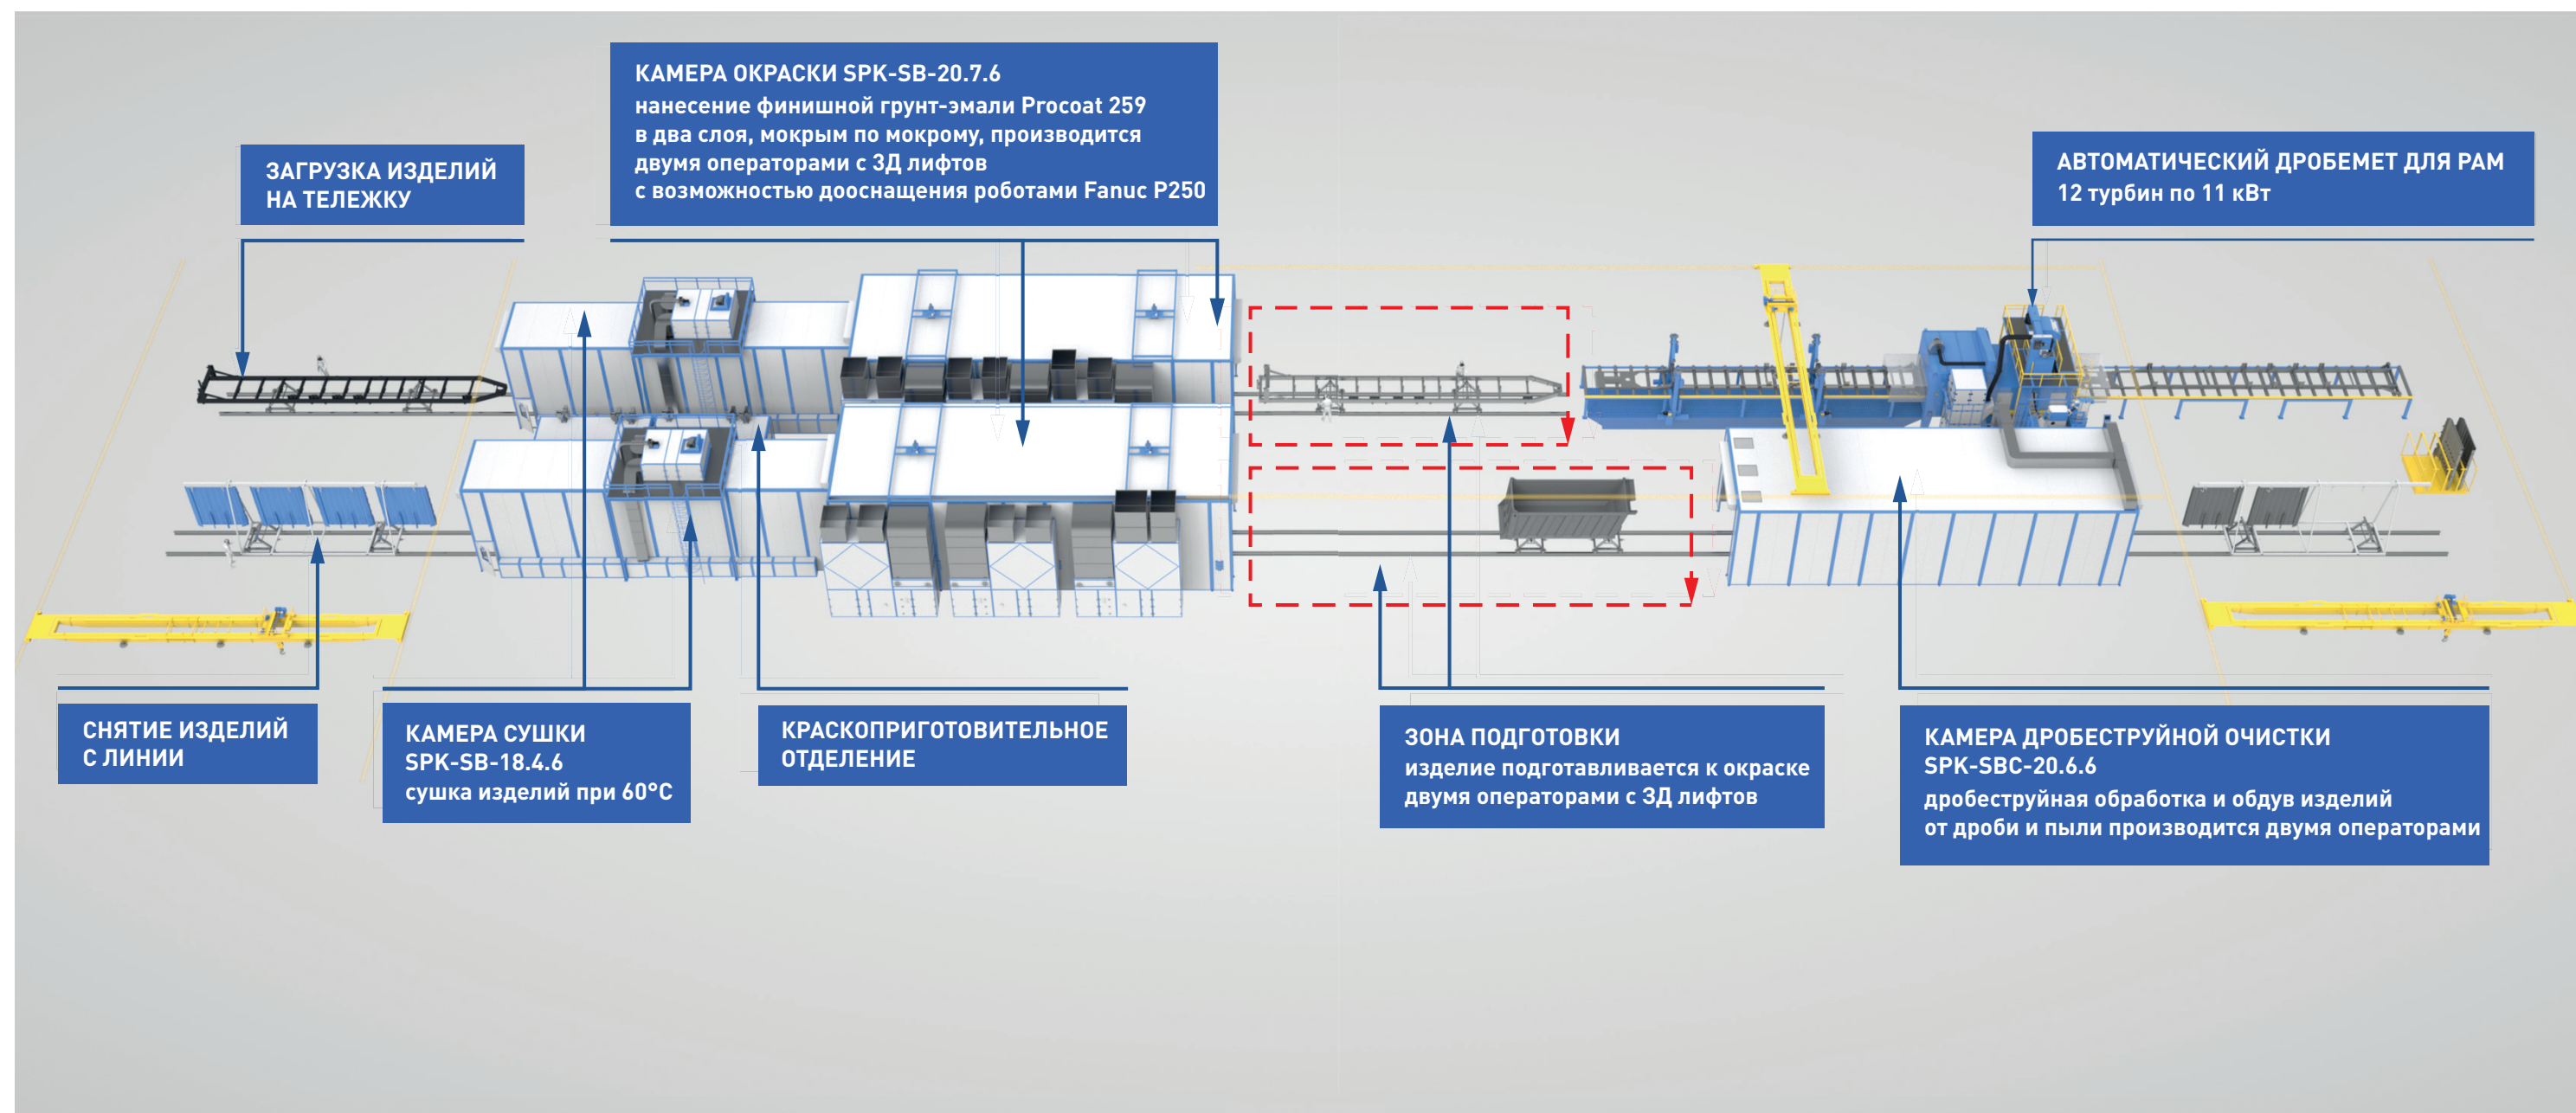 КАМЕРА ОКРАСКИ SPK-SB-20.7.6
нанесение финишной грунт-эмали Procoat 259
в два слоя, мокрым по мокрому, производится
двумя операторами с 3Д лифтов
с возможностью дооснащения роботами Fanuc P250
ЗАГРУЗКА ИЗДЕЛИЙ
НА ТЕЛЕЖКУ
АВТОМАТИЧЕСКИЙ ДРОБЕМЕТ ДЛЯ РАМ
12 турбин по 11 кВт
СНЯТИЕ ИЗДЕЛИЙ
С ЛИНИИ
КАМЕРА СУШКИ
SPK-SB-18.4.6
сушка изделий при 60°C
КРАСКОПРИГОТОВИТЕЛЬНОЕ
ОТДЕЛЕНИЕ
ЗОНА ПОДГОТОВКИ
изделие подготавливается к окраске
двумя операторами с 3Д лифтов
КАМЕРА ДРОБЕСТРУЙНОЙ ОЧИСТКИ
SPK-SBC-20.6.6
дробеструйная обработка и обдув изделий
от дроби и пыли производится двумя операторами